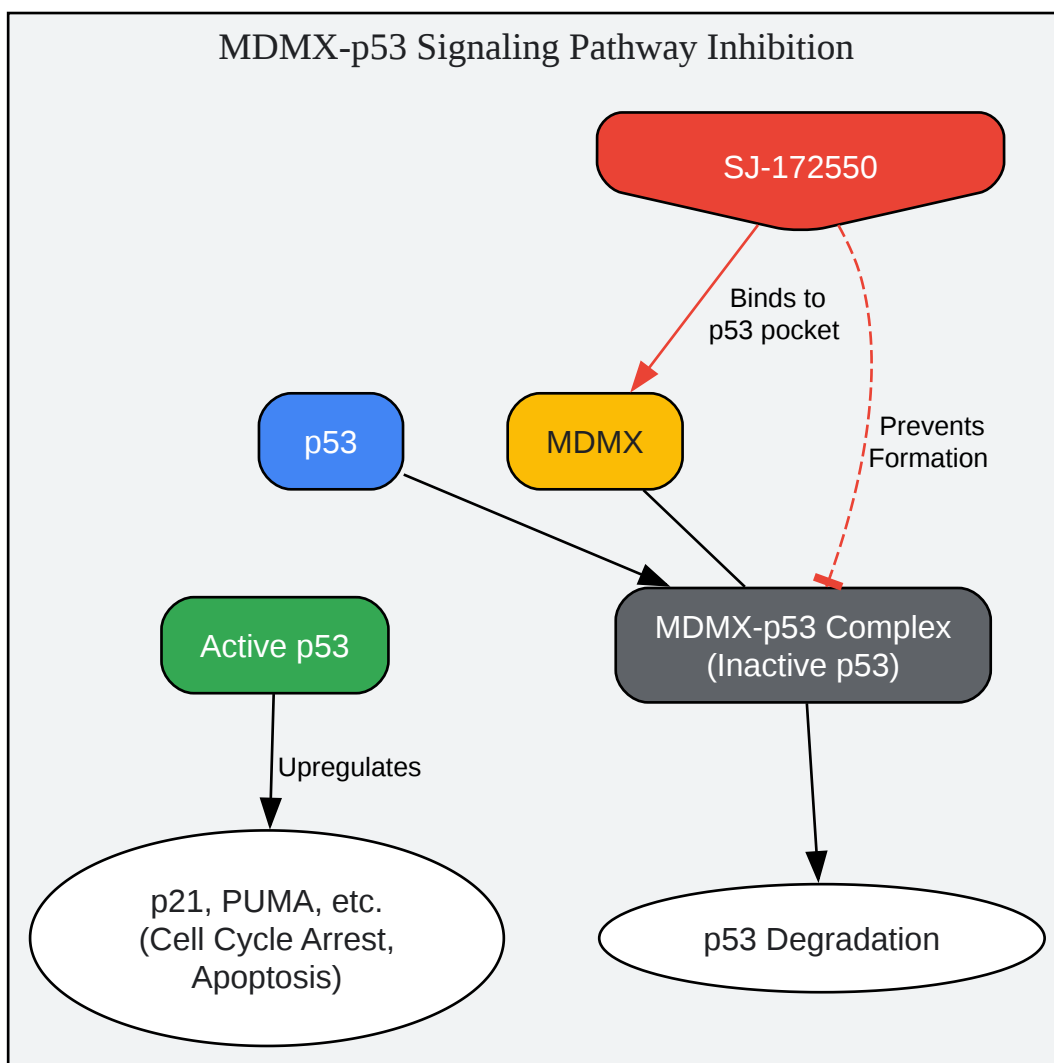 MDMX-p53 Signaling Pathway Inhibition
SJ-172550
Binds to
p53 pocket
p53
MDMX
Prevents
Formation
Active p53
MDMX-p53 Complex
(Inactive p53)
Upregulates
p21, PUMA, etc.
(Cell Cycle Arrest,
Apoptosis)
p53 Degradation